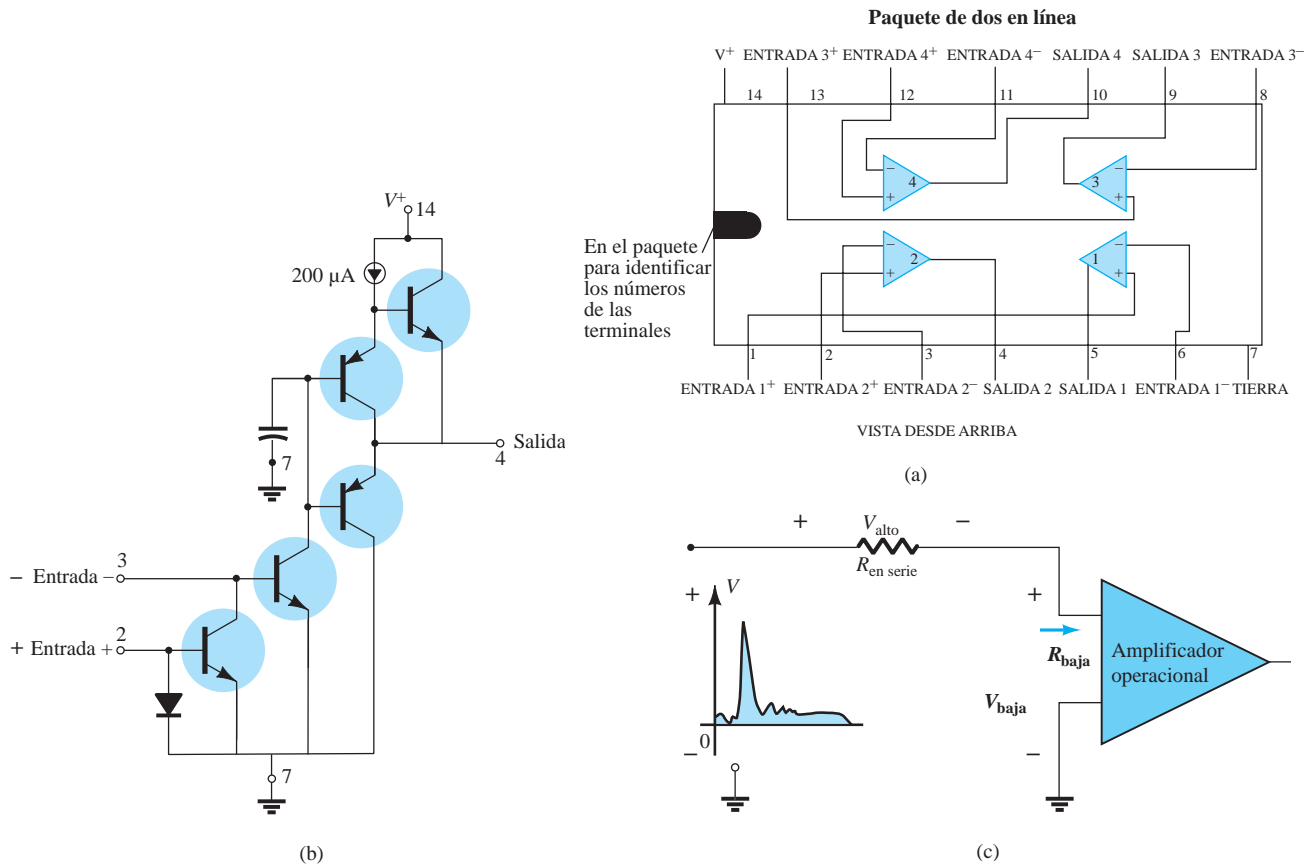 Paquete de dos en línea
V+ ENTRADA 3+ ENTRADA 4+ ENTRADA 4− SALIDA 4 SALIDA 3 ENTRADA 3−
14 13 12 11 10 9 8
− 4 +
− 3 +
− 2 +
− 1 +
En el paquete
para identificar
los números
de las
terminales
1 2 3 4 5 6 7
ENTRADA 1+ ENTRADA 2+ ENTRADA 2− SALIDA 2 SALIDA 1 ENTRADA 1− TIERRA
VISTA DESDE ARRIBA
(a)
V+
14
200 µA
7
Salida
4
3
− Entrada −
2
+ Entrada +
7
(b)
+ Valto −
Ren serie
+ V
− 0
+
Rbaja
Vbaja
−
Amplificador
operacional
(c)